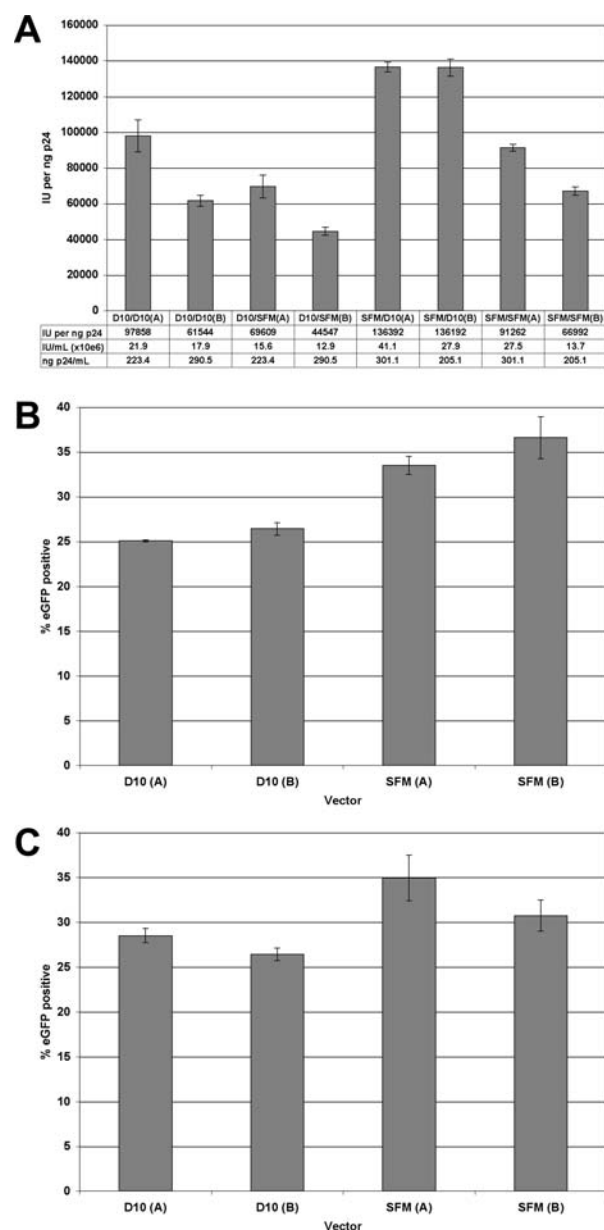 A
160000
140000
120000
100000
80000
60000
40000
20000
0
IU per ng p24
D10/D10(A) D10/D10(B) D10/SFM(A) D10/SFM(B) SFM/D10(A) SFM/D10(B) SFM/SFM(A) SFM/SFM(B)
IU per ng p24 97858 61544 69609 44547 136392 136192 91262 66992
IU/mL (x10e6) 21.9 17.9 15.6 12.9 41.1 27.9 27.5 13.7
ng p24/mL 223.4 290.5 223.4 290.5 301.1 205.1 301.1 205.1
B
40
35
30
25
20
15
10
5
0
% eGFP positive
D10 (A) D10 (B) SFM (A) SFM (B)
Vector
C
40
35
30
25
20
15
10
5
0
% eGFP positive
D10 (A) D10 (B) SFM (A) SFM (B)
Vector